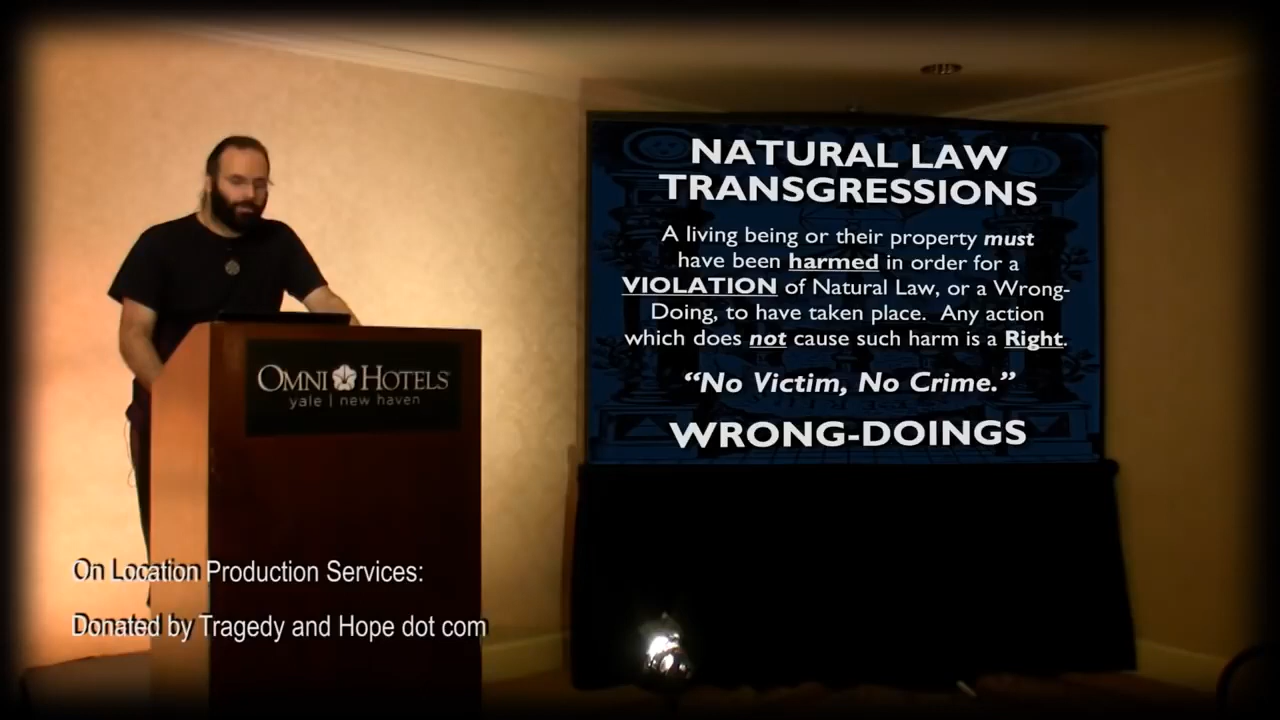 NATURAL LAW
TRANSGRESSIONS
A living being or their property must
have been harmed in order for a
VIOLATION of Natural Law, or a Wrong-
Doing, to have taken place. Any action
which does not cause such harm is a Right.
“No Victim, No Crime.”
WRONG-DOINGS
OMNI HOTELS®
yale | new haven
On Location Production Services:
Donated by Tragedy and Hope dot com